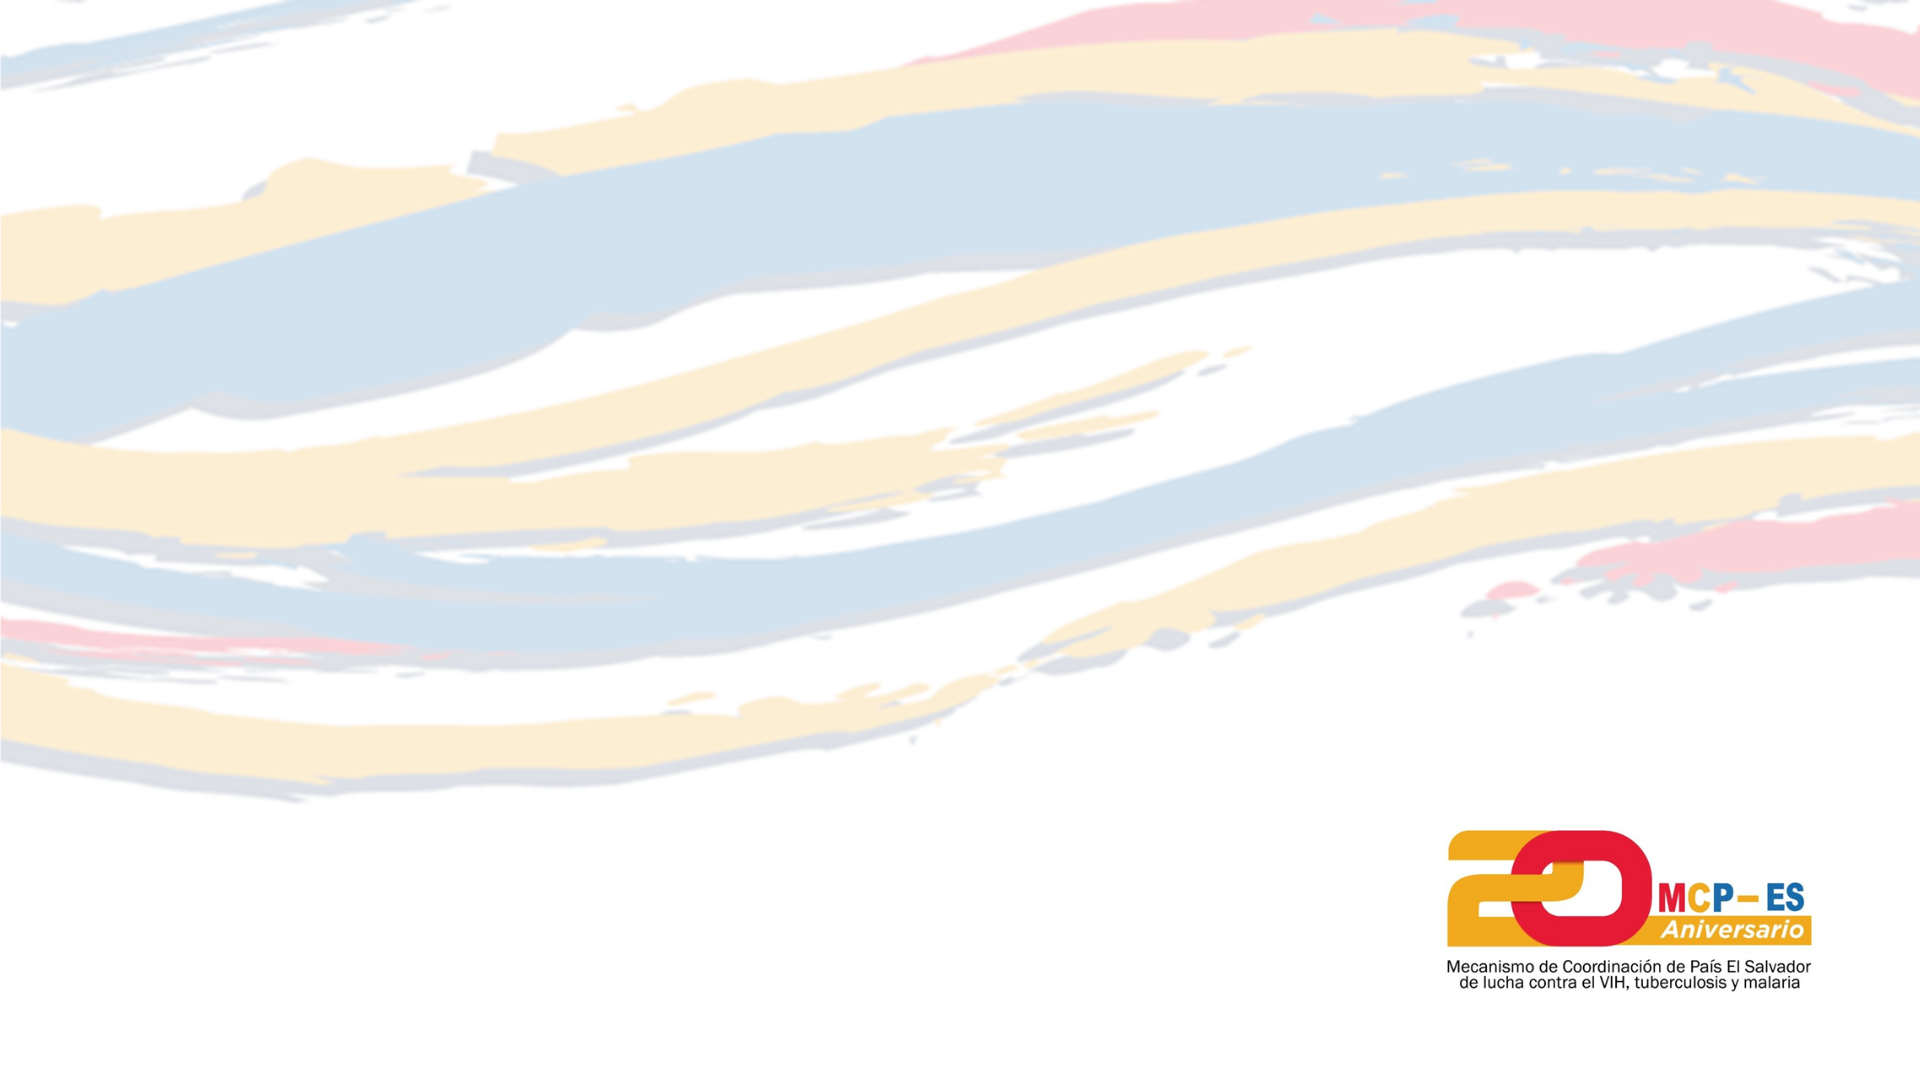 20 MCP-ES
Aniversario
Mecanismo de Coordinación de País El Salvador
de lucha contra el VIH, tuberculosis y malaria